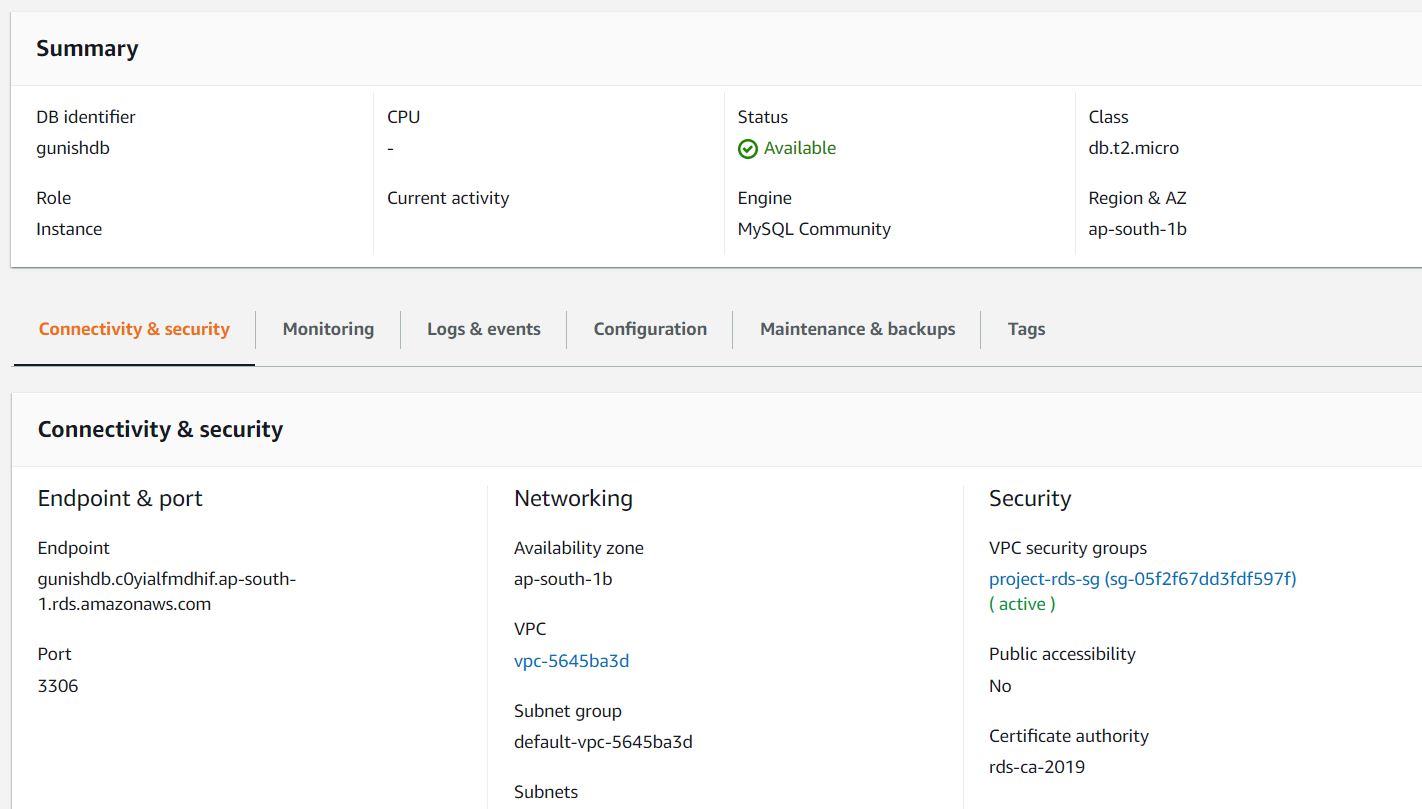 Summary
DB identifier
gunishdb
CPU
-
Status
Available
Class
db.t2.micro
Role
Instance
Current activity
Engine
MySQL Community
Region & AZ
ap-south-1b
Connectivity & security
Monitoring
Logs & events
Configuration
Maintenance & backups
Tags
Connectivity & security
Endpoint & port
Endpoint
gunishdb.c0yialfmdhif.ap-south-
1.rds.amazonaws.com
Port
3306
Networking
Availability zone
ap-south-1b
VPC
vpc-5645ba3d
Subnet group
default-vpc-5645ba3d
Subnets
Security
VPC security groups
project-rds-sg (sg-05f2f67dd3fdf597f)
( active )
Public accessibility
No
Certificate authority
rds-ca-2019